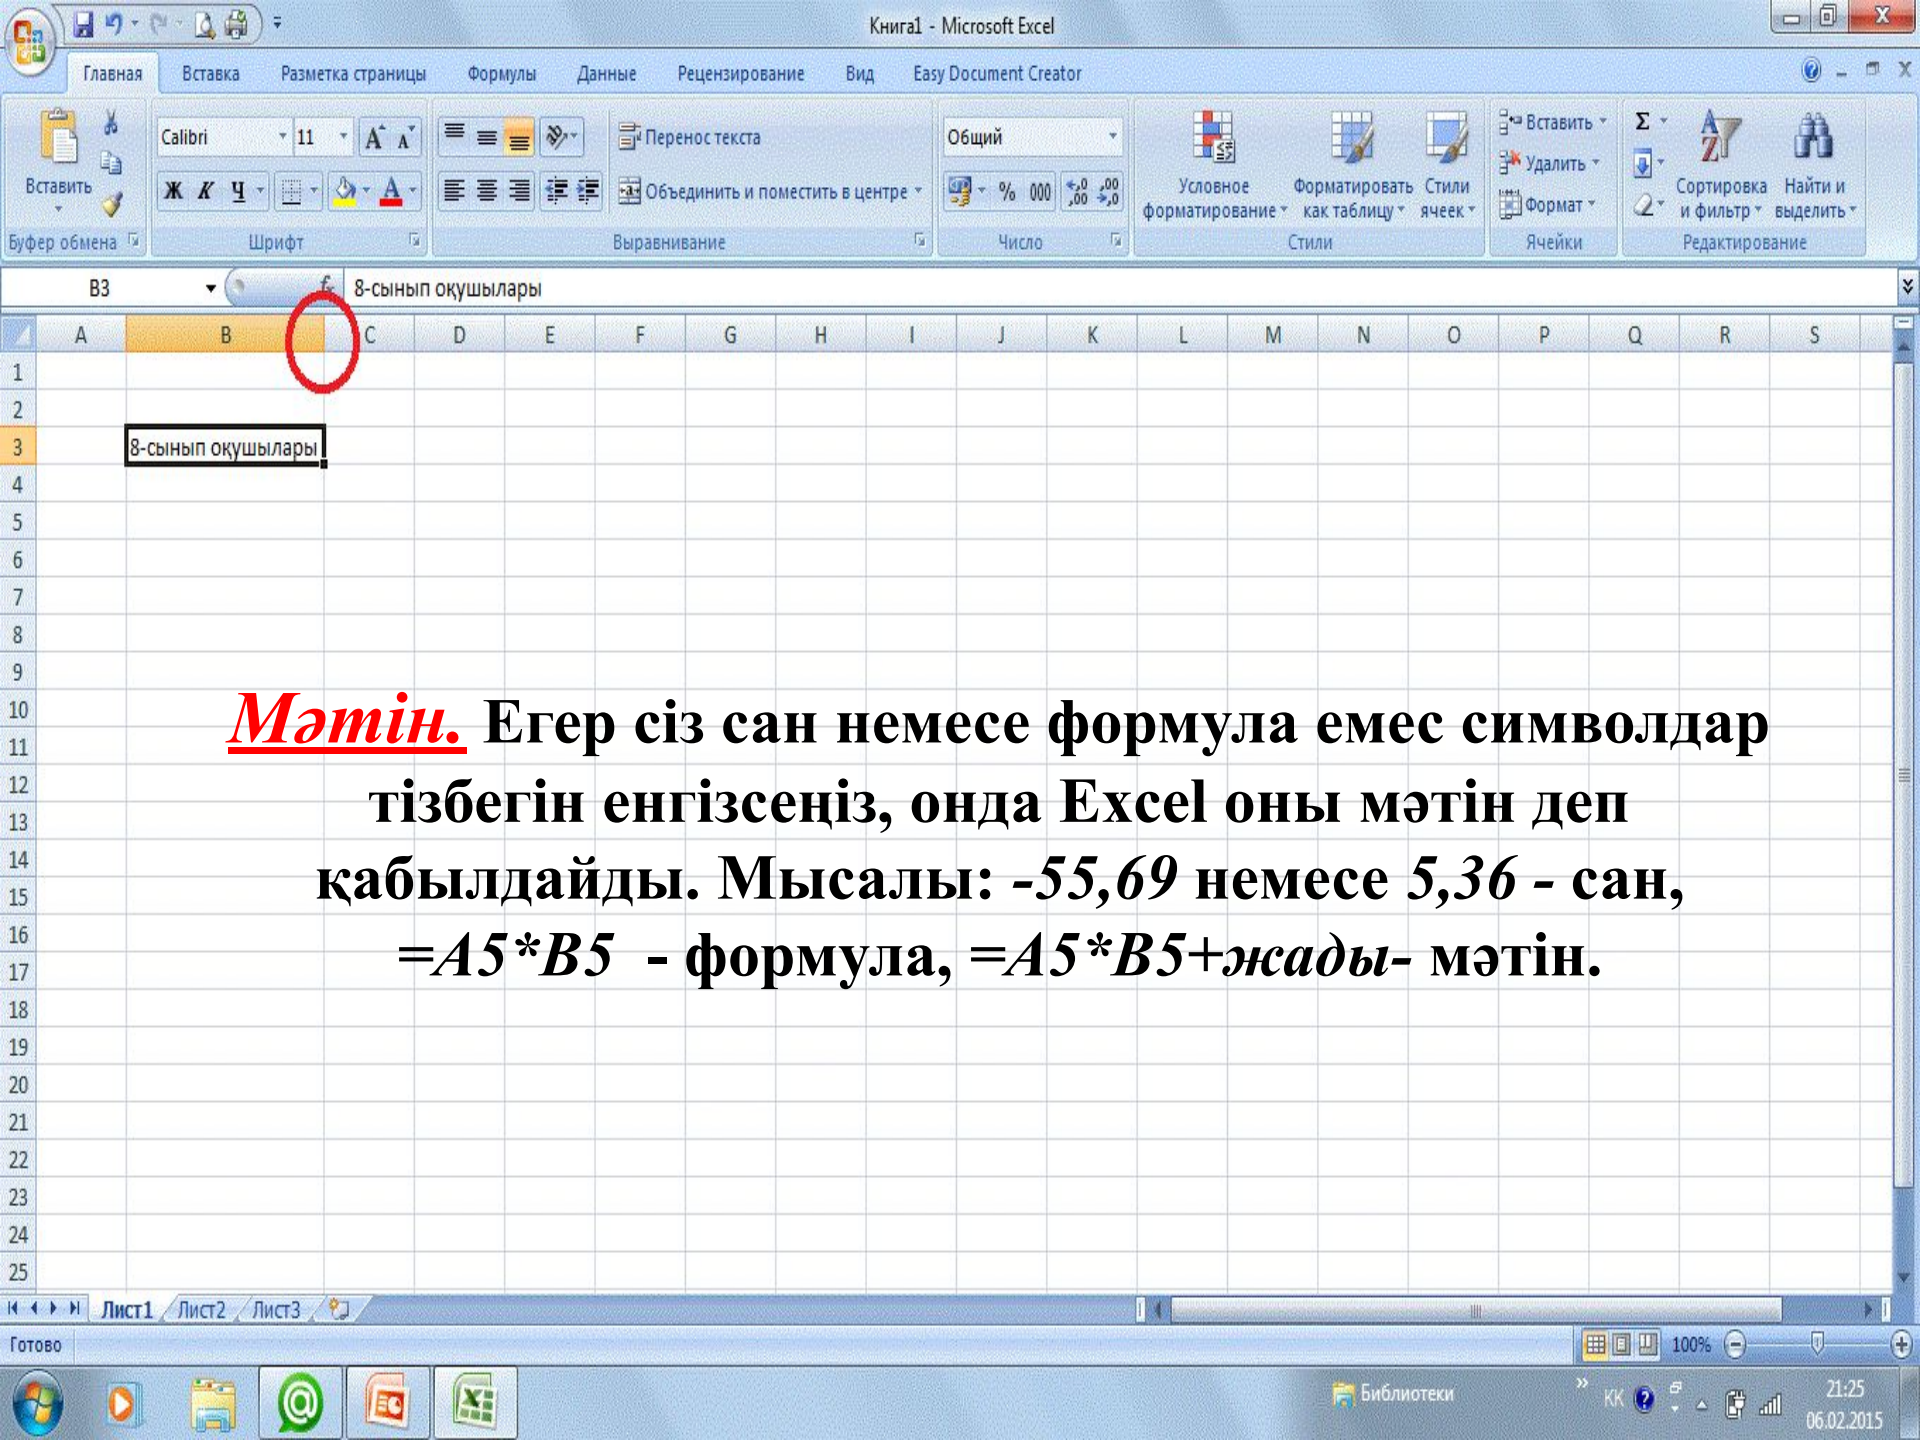 Книга1 - Microsoft Excel
Главная Вставка Разметка страницы Формулы Данные Рецензирование Вид Easy Document Creator
Вставить
Буфер обмена
Calibri 11
Ж К Ч
Шрифт
Перенос текста
Объединить и поместить в центре
Выравнивание
Общий
% 000 ,0 ,00 ,00 ,0
Число
Условное форматирование
Форматировать как таблицу
Стили ячеек
Стили
Вставить
Удалить
Формат
Ячейки
Σ
Сортировка и фильтр
Найти и выделить
Редактирование
B3 fx 8-сынып оқушылары
A B C D E F G H I J K L M N O P Q R S
1
2
3 8-сынып оқушылары
4
5
6
7
8
9
10
11
12
13
14
15
16
17
18
19
20
21
22
23
24
25
Мәтін. Егер сіз сан немесе формула емес символдар
тізбегін енгізсеңіз, онда Excel оны мәтін деп
қабылдайды. Мысалы: -55,69 немесе 5,36 - сан,
=A5*B5 - формула, =A5*B5+жады- мәтін.
Лист1 Лист2 Лист3
Готово 100%
Библиотеки » KK 21:25
06.02.2015